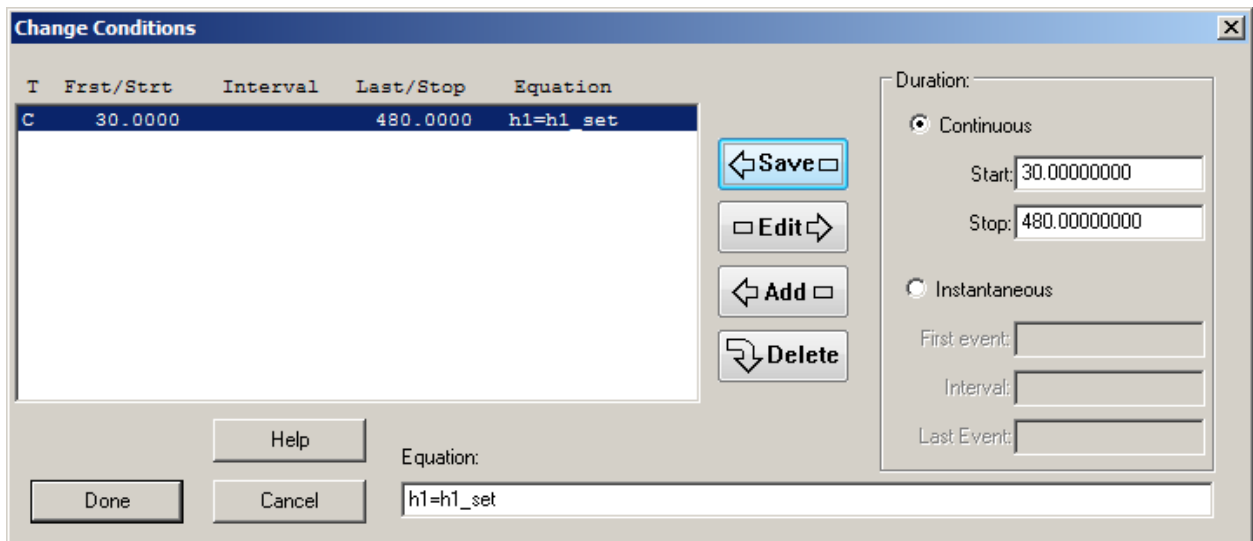 Change Conditions
T Frst/Strt Interval Last/Stop Equation
C 30.0000 480.0000 h1=h1_set
Save
Edit
Add
Delete
Duration:
Continuous
Start: 30.00000000
Stop: 480.00000000
Instantaneous
First event:
Interval:
Last Event:
Help
Done
Cancel
Equation:
h1=h1_set